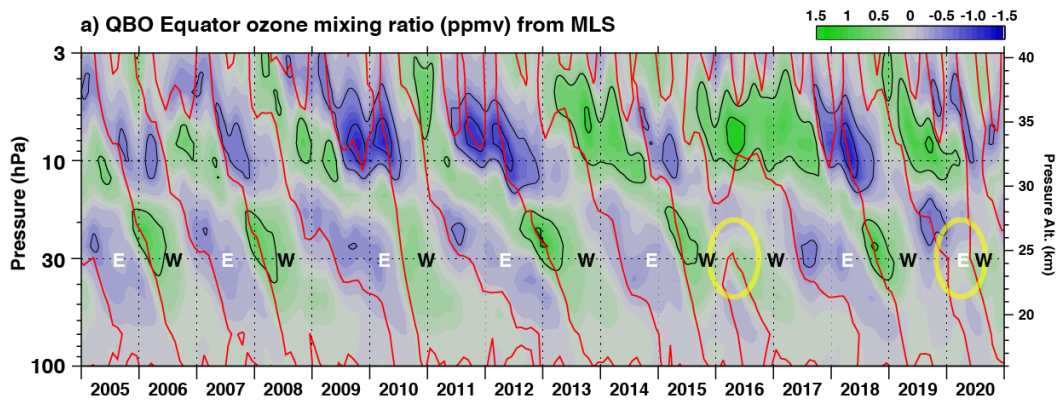 a) QBO Equator ozone mixing ratio (ppmv) from MLS
1.5 1 0.5 0 -0.5 -1.0 -1.5
3
10
30
100
Pressure (hPa)
40
35
30
25
20
Pressure Alt. (km)
E W E W E W E W E W W E W E W
2005 2006 2007 2008 2009 2010 2011 2012 2013 2014 2015 2016 2017 2018 2019 2020